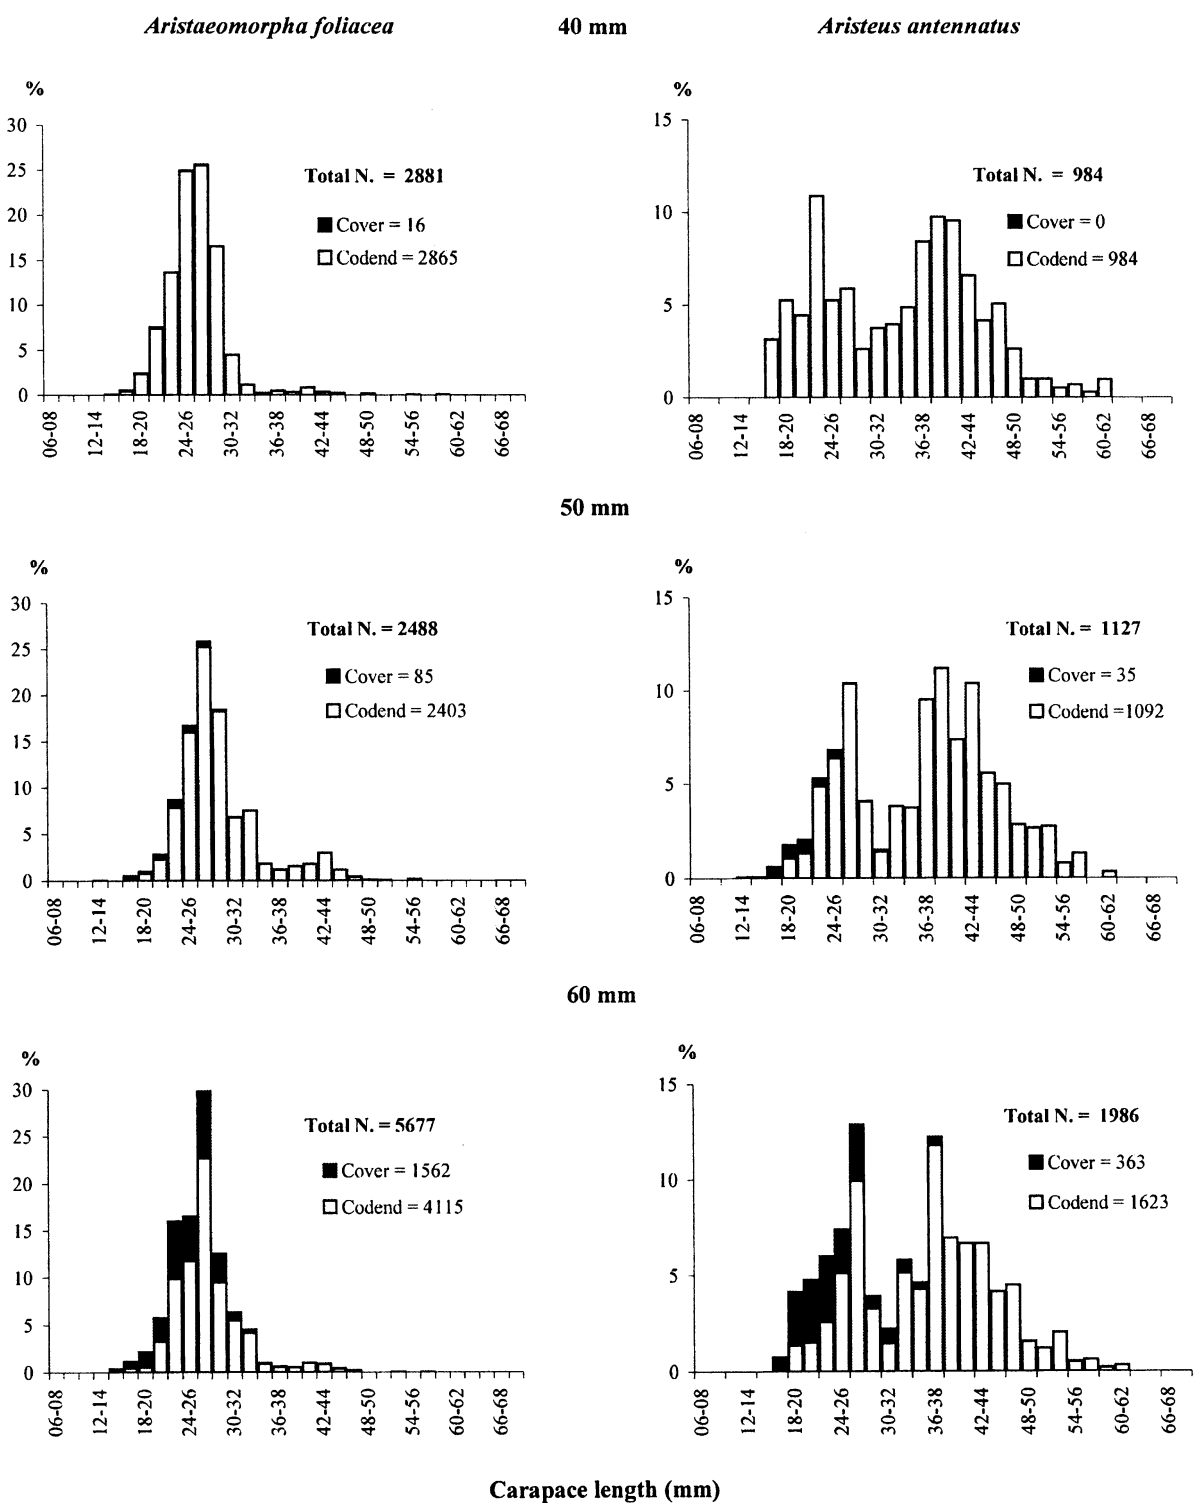 Aristaeomorpha foliacea 40 mm Aristeus antennatus
%
30
25
20
15
10
5
0
Total N. = 2881
Cover = 16
Codend = 2865
06-08 12-14 18-20 24-26 30-32 36-38 42-44 48-50 54-56 60-62 66-68
%
15
10
5
0
Total N. = 984
Cover = 0
Codend = 984
06-08 12-14 18-20 24-26 30-32 36-38 42-44 48-50 54-56 60-62 66-68
50 mm
%
30
25
20
15
10
5
0
Total N. = 2488
Cover = 85
Codend = 2403
06-08 12-14 18-20 24-26 30-32 36-38 42-44 48-50 54-56 60-62 66-68
%
15
10
5
0
Total N. = 1127
Cover = 35
Codend =1092
06-08 12-14 18-20 24-26 30-32 36-38 42-44 48-50 54-56 60-62 66-68
60 mm
%
30
25
20
15
10
5
0
Total N. = 5677
Cover = 1562
Codend = 4115
06-08 12-14 18-20 24-26 30-32 36-38 42-44 48-50 54-56 60-62 66-68
%
15
10
5
0
Total N. = 1986
Cover = 363
Codend = 1623
06-08 12-14 18-20 24-26 30-32 36-38 42-44 48-50 54-56 60-62 66-68
Carapace length (mm)